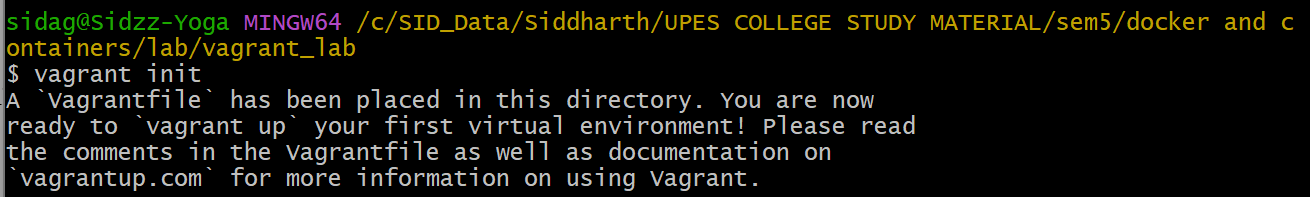 sidag@Sidzz-Yoga MINGW64 /c/SID_Data/Siddharth/UPES COLLEGE STUDY MATERIAL/sem5/docker and c
ontainers/lab/vagrant_lab
$ vagrant init
A `Vagrantfile` has been placed in this directory. You are now
ready to `vagrant up` your first virtual environment! Please read
the comments in the Vagrantfile as well as documentation on
`vagrantup.com` for more information on using Vagrant.